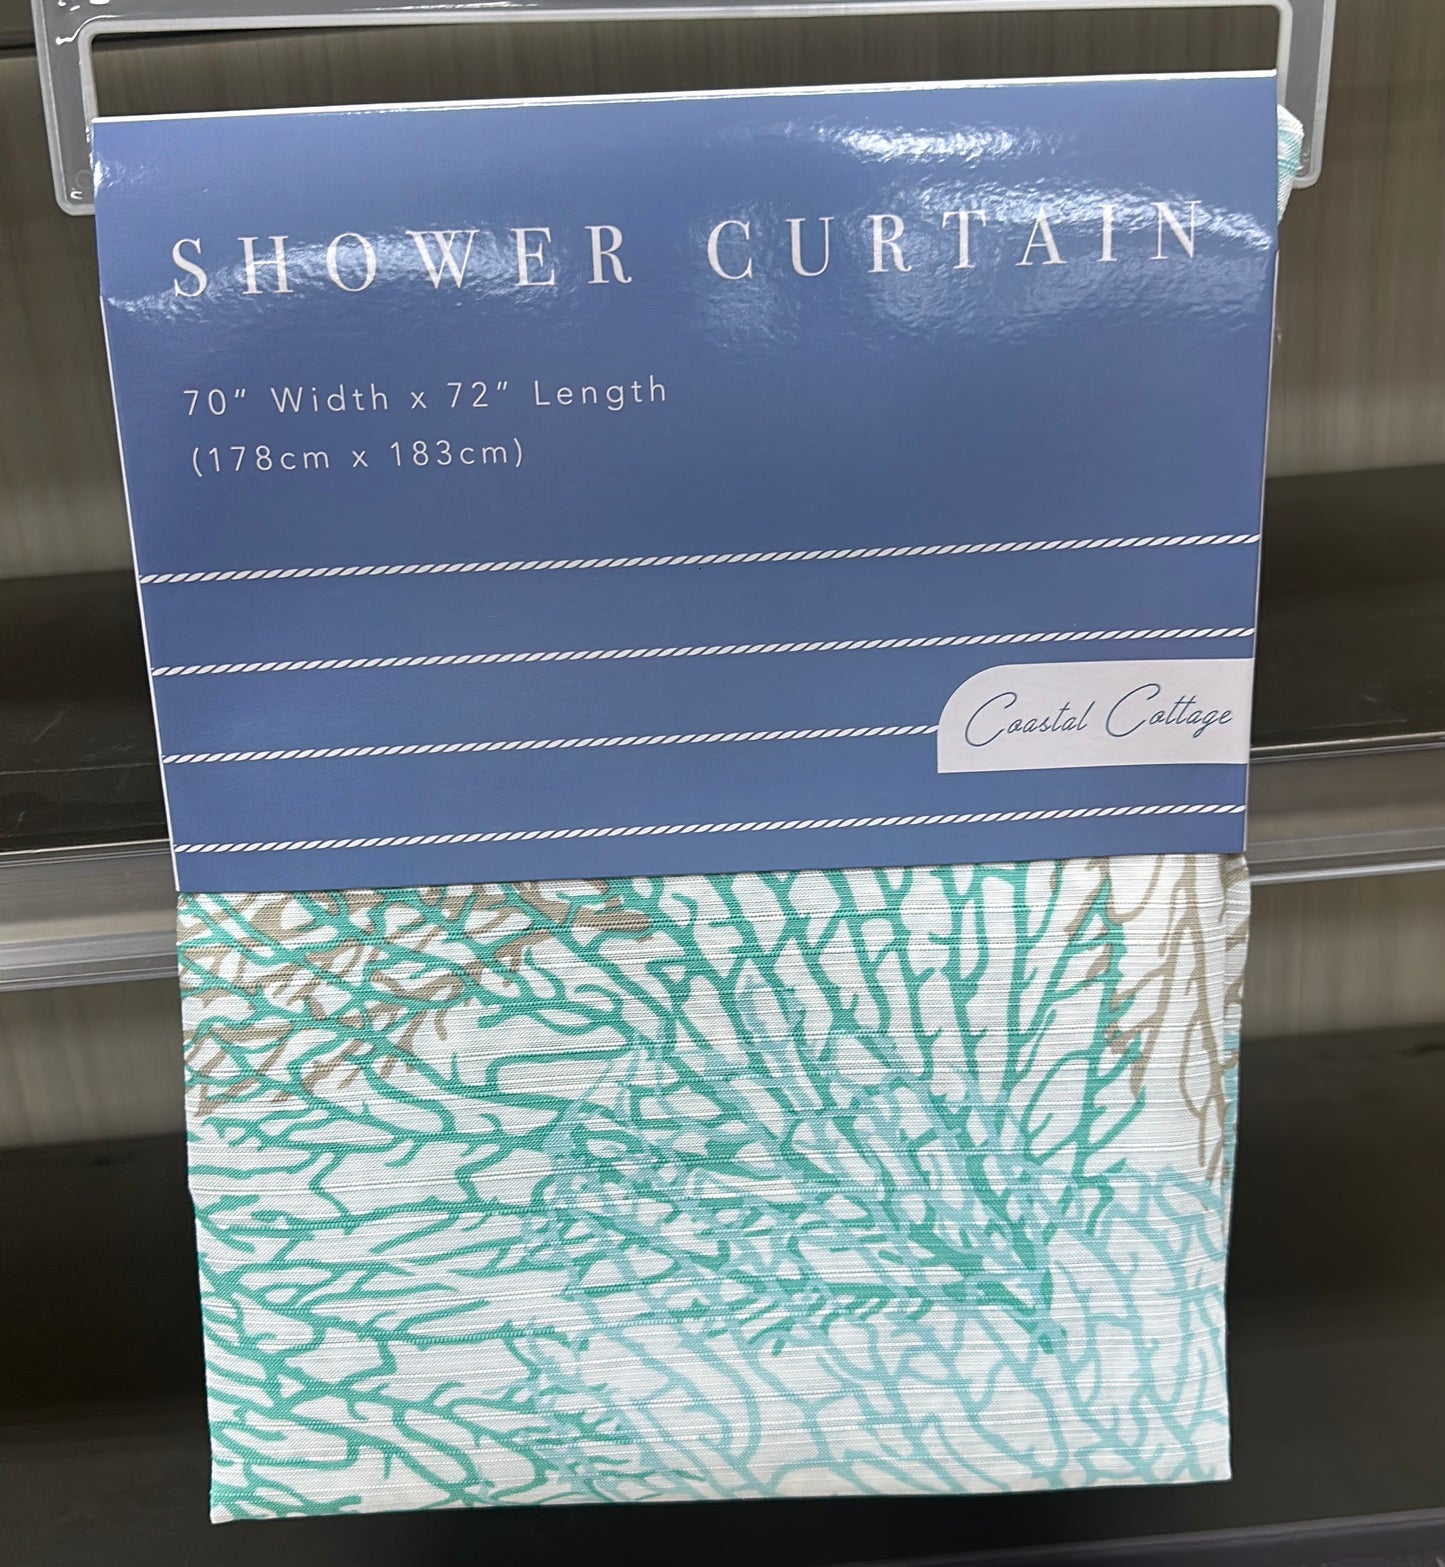 SHOWER CURTAIN
70" Width x 72" Length
(178cm x 183cm)
Coastal Cottage